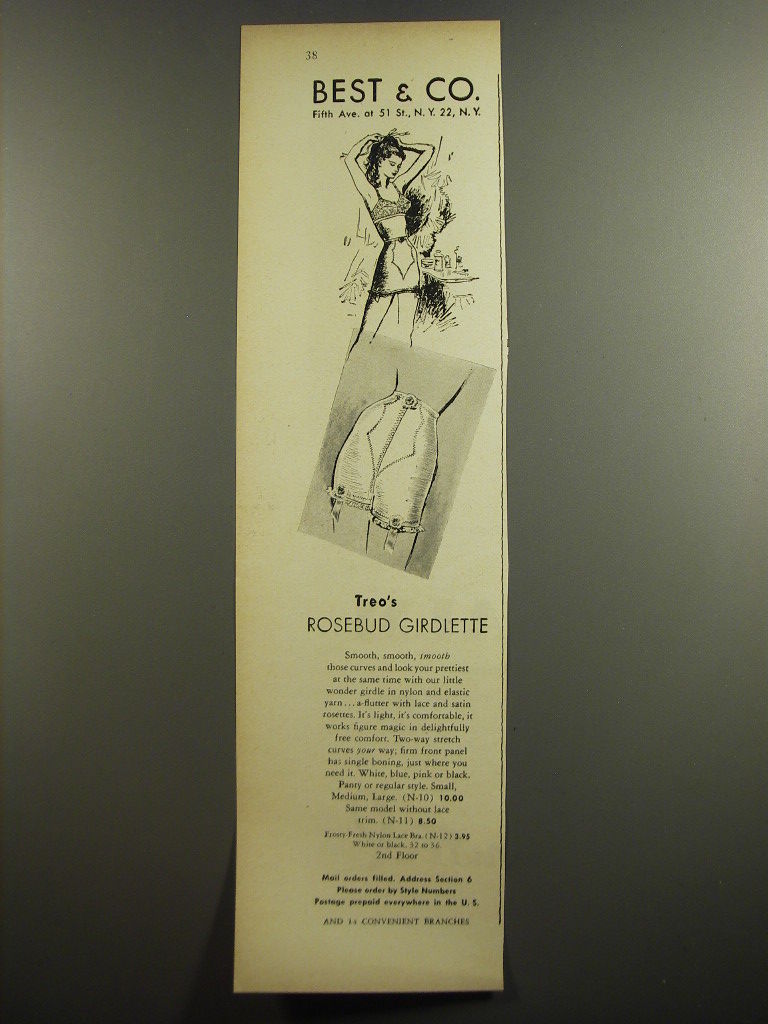 38
BEST & CO.
Fifth Ave. at 51 St., N. Y. 22, N. Y.
Treo's
ROSEBUD GIRDLETTE
Smooth, smooth, smooth
those curves and look your prettiest
at the same time with our little
wonder girdle in nylon and elastic
yarn... a-flutter with lace and satin
rosettes. It's light, it's comfortable, it
works figure magic in delightfully
free comfort. Two-way stretch
curves your way; firm front panel
has single boning, just where you
need it. White, blue, pink or black.
Panty or regular style. Small,
Medium, Large. (N-10) 10.00
Same model without lace
trim. (N-11) 8.50
Frosty-Fresh Nylon Lace Bra. (N-12) 3.95
White or black, 32 to 36.
2nd Floor
Mail orders filled. Address Section 6
Please order by Style Numbers
Postage prepaid everywhere in the U. S.
AND 14 CONVENIENT BRANCHES